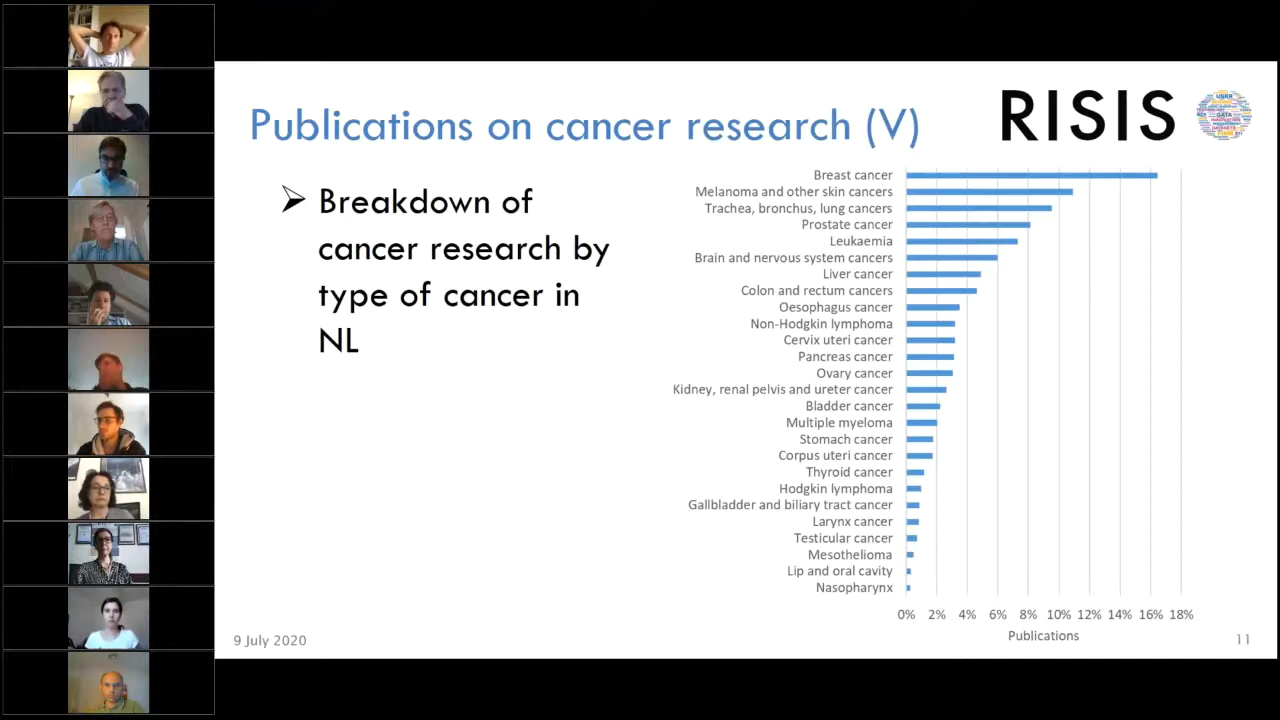 Publications on cancer research (V)
RISIS
USER
DATA
Breakdown of
cancer research by
type of cancer in
NL
Breast cancer
Melanoma and other skin cancers
Trachea, bronchus, lung cancers
Prostate cancer
Leukaemia
Brain and nervous system cancers
Liver cancer
Colon and rectum cancers
Oesophagus cancer
Non-Hodgkin lymphoma
Cervix uteri cancer
Pancreas cancer
Ovary cancer
Kidney, renal pelvis and ureter cancer
Bladder cancer
Multiple myeloma
Stomach cancer
Corpus uteri cancer
Thyroid cancer
Hodgkin lymphoma
Gallbladder and biliary tract cancer
Larynx cancer
Testicular cancer
Mesothelioma
Lip and oral cavity
Nasopharynx
0% 2% 4% 6% 8% 10% 12% 14% 16% 18%
Publications
9 July 2020
11